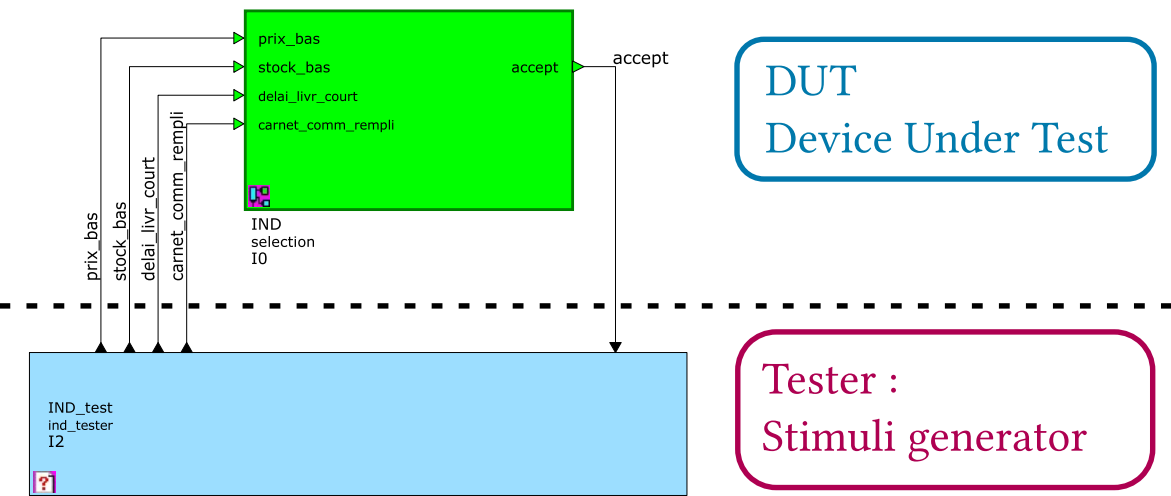 prix_bas
stock_bas
delai_livr_court
carnet_comm_rempli
accept
accept
IND
selection
I0
prix_bas
stock_bas
delai_livr_court
carnet_comm_rempli
DUT
Device Under Test
IND_test
ind_tester
I2
?
Tester :
Stimuli generator